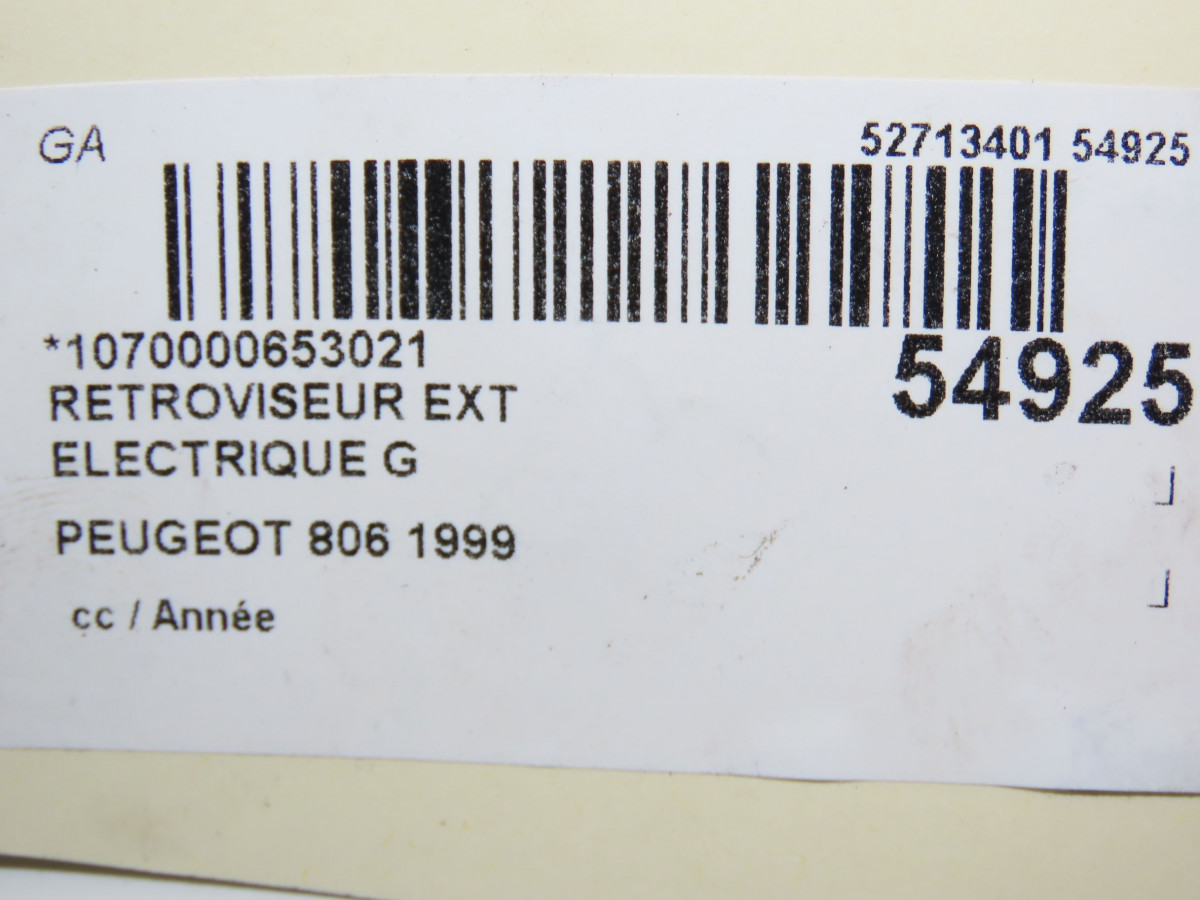 GA
52713401 54925
*1070000653021
54925
RETROVISEUR EXT
ELECTRIQUE G
PEUGEOT 806 1999
cc / Année